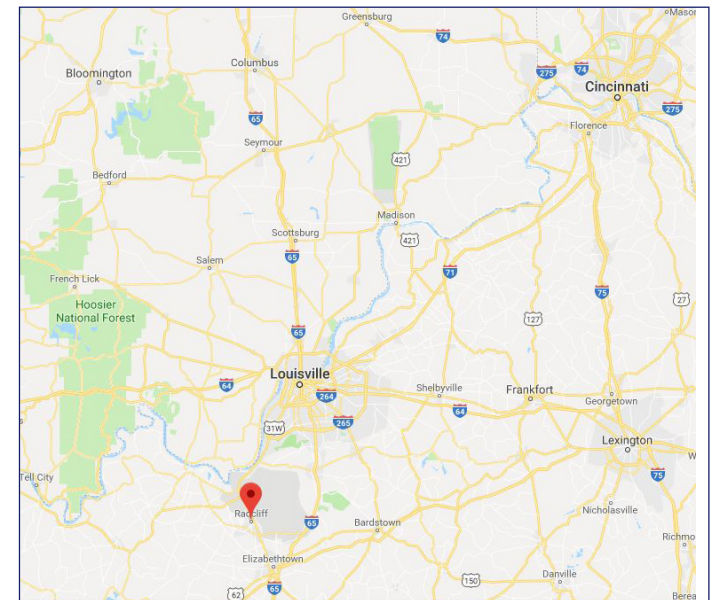 Greensburg
Mason
74
Columbus
Bloomington
275
74
Cincinnati
275
65
Florence
Seymour
421
Bedford
Madison
Scottsburg
421
65
Salem
71
French Lick
75
27
Hoosier
National Forest
127
65
Louisville
64
264
Shelbyville
Frankfort
Georgetown
64
265
31W
Lexington
Tell City
75
Nicholasville
Radcliff
65
Bardstown
Richmo
Elizabethtown
150
Danville
62
65
Berea